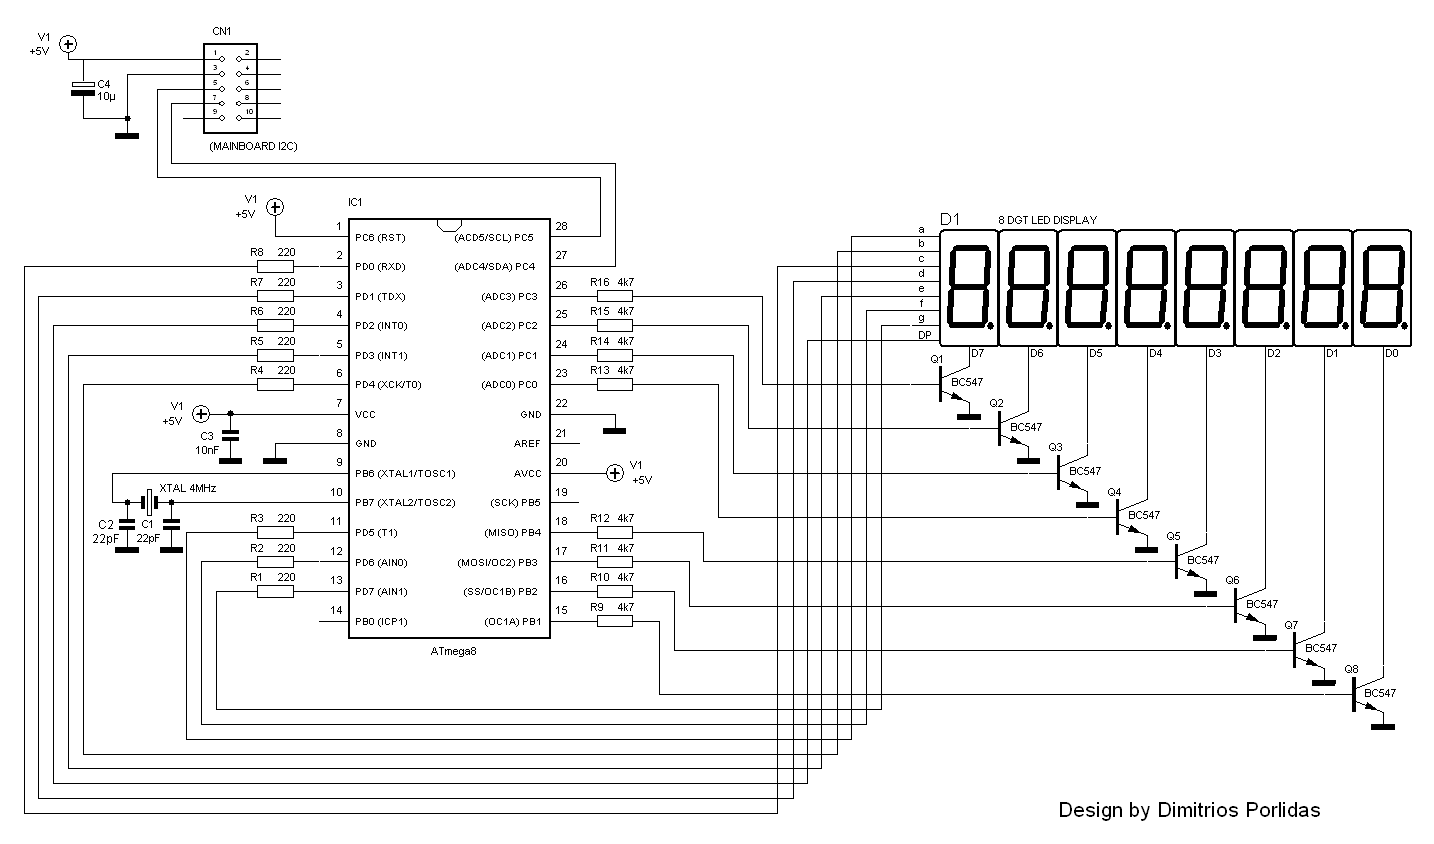 V1
+5V
CN1
1 2
3 4
5 6
7 8
9 10
C4
10µ
(MAINBOARD I2C)
V1
+5V
IC1
1 PC6 (RST)
2 PD0 (RXD)
3 PD1 (TDX)
4 PD2 (INT0)
5 PD3 (INT1)
6 PD4 (XCK/T0)
7 VCC
8 GND
9 PB6 (XTAL1/TOSC1)
10 PB7 (XTAL2/TOSC2)
11 PD5 (T1)
12 PD6 (AIN0)
13 PD7 (AIN1)
14 PB0 (ICP1)
(ACD5/SCL) PC5 28
(ADC4/SDA) PC4 27
(ADC3) PC3 26
(ADC2) PC2 25
(ADC1) PC1 24
(ADC0) PC0 23
GND 22
AREF 21
AVCC 20
(SCK) PB5 19
(MISO) PB4 18
(MOSI/OC2) PB3 17
(SS/OC1B) PB2 16
(OC1A) PB1 15
ATmega8
R8 220
R7 220
R6 220
R5 220
R4 220
V1
+5V
C3
10nF
XTAL 4MHz
C2
22pF
C1
22pF
R3 220
R2 220
R1 220
R16 4k7
R15 4k7
R14 4k7
R13 4k7
V1
+5V
R12 4k7
R11 4k7
R10 4k7
R9 4k7
D1
8 DGT LED DISPLAY
a
b
c
d
e
f
g
DP
8.8.8.8.8.8.8.8.
D7 D6 D5 D4 D3 D2 D1 D0
Q1
BC547
Q2
BC547
Q3
BC547
Q4
BC547
Q5
BC547
Q6
BC547
Q7
BC547
Q8
BC547
Design by Dimitrios Porlidas